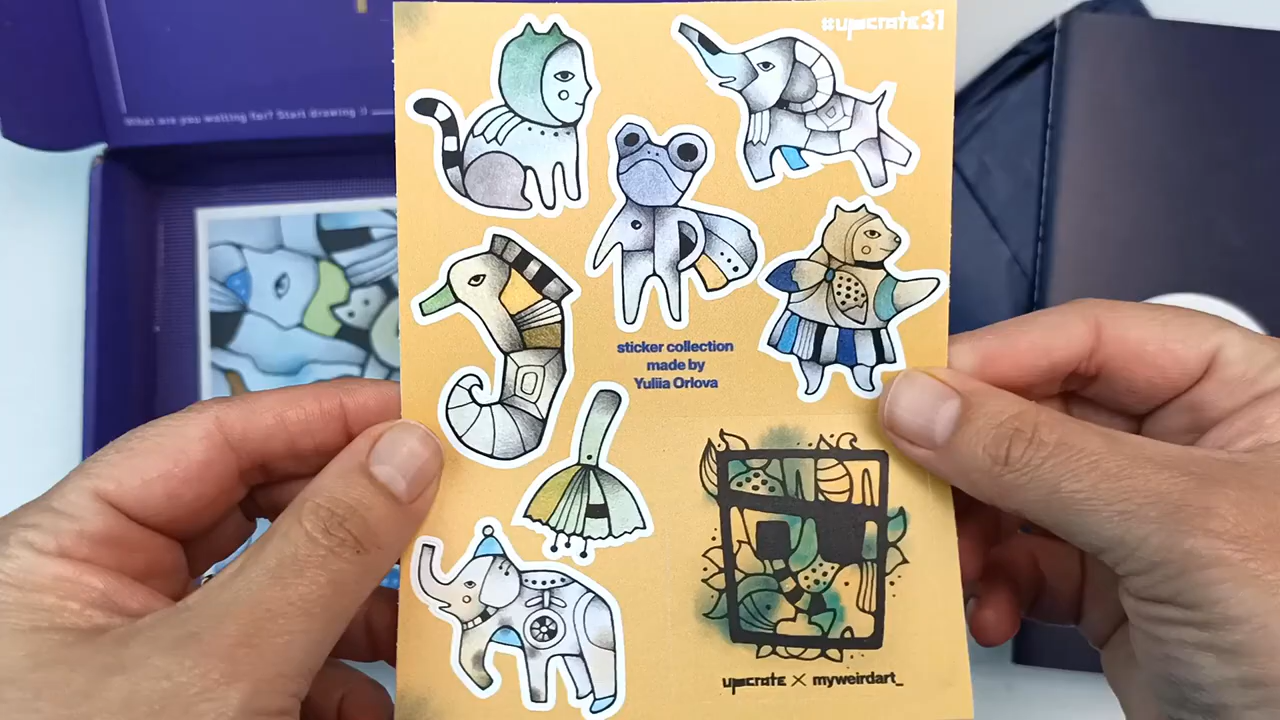 #upcrate31
What are you waiting for? Start drawing :)
sticker collection
made by
Yuliia Orlova
upcrate X myweirdart_